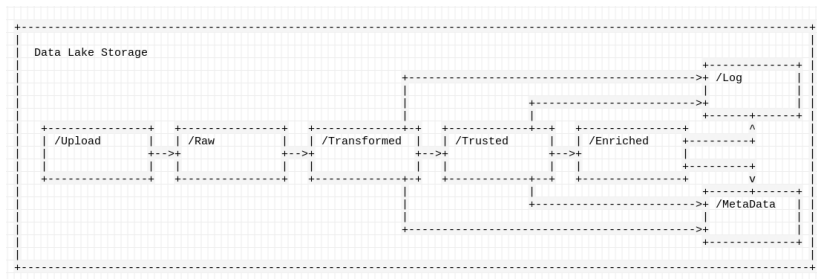 Data Lake Storage
/Log
/Upload
/Raw
/Transformed
/Trusted
/Enriched
/MetaData